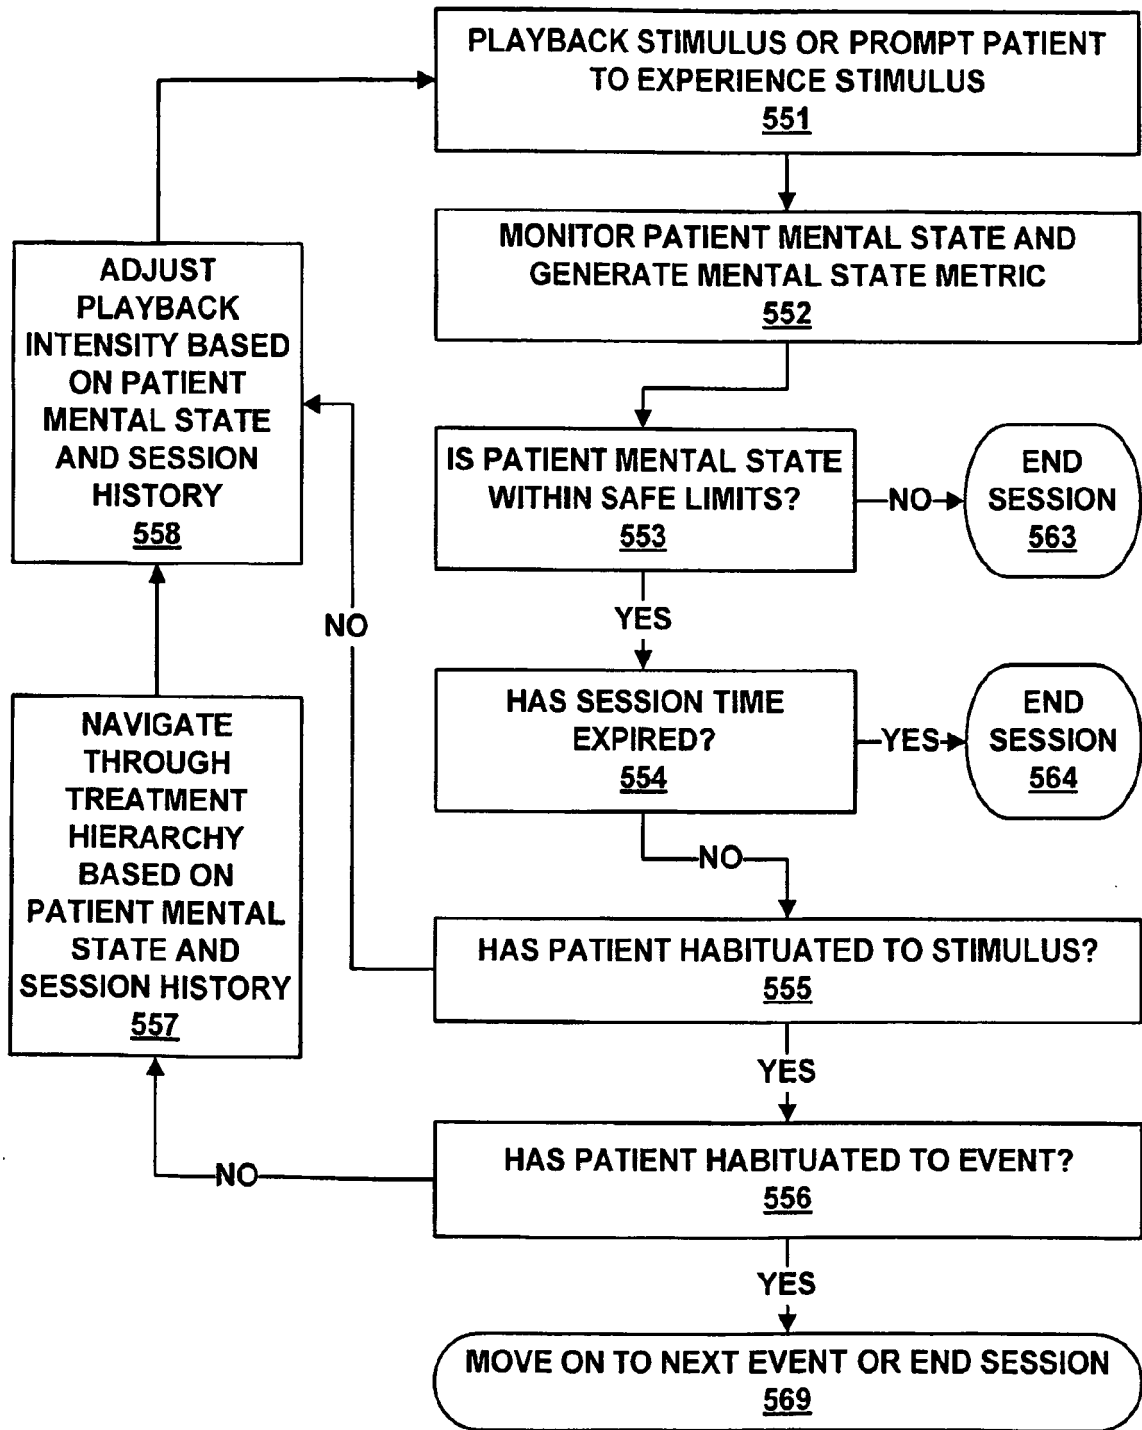 PLAYBACK STIMULUS OR PROMPT PATIENT
TO EXPERIENCE STIMULUS
551
MONITOR PATIENT MENTAL STATE AND
GENERATE MENTAL STATE METRIC
552
IS PATIENT MENTAL STATE
WITHIN SAFE LIMITS?
553
NO
END
SESSION
563
YES
HAS SESSION TIME
EXPIRED?
554
YES
END
SESSION
564
NO
HAS PATIENT HABITUATED TO STIMULUS?
555
NO
YES
HAS PATIENT HABITUATED TO EVENT?
556
NO
YES
MOVE ON TO NEXT EVENT OR END SESSION
569
NAVIGATE
THROUGH
TREATMENT
HIERARCHY
BASED ON
PATIENT MENTAL
STATE AND
SESSION HISTORY
557
ADJUST
PLAYBACK
INTENSITY BASED
ON PATIENT
MENTAL STATE
AND SESSION
HISTORY
558